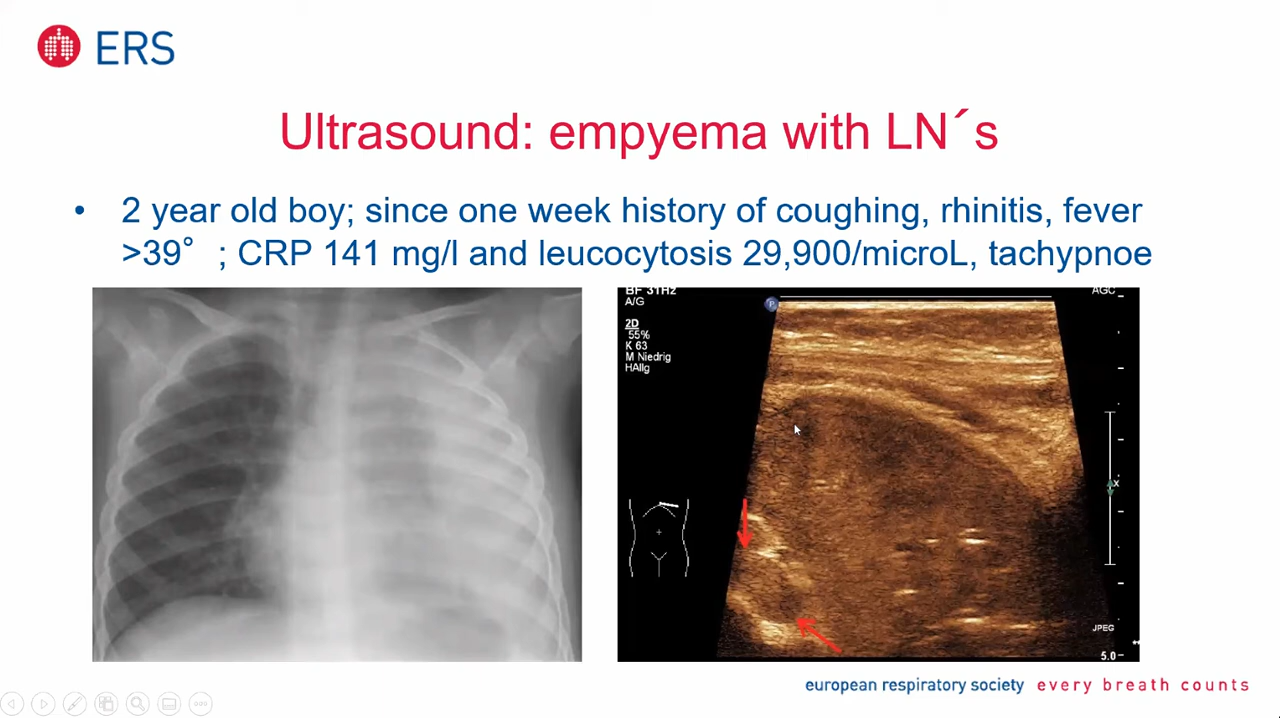 ERS
Ultrasound: empyema with LN´s
• 2 year old boy; since one week history of coughing, rhinitis, fever
>39° ; CRP 141 mg/l and leucocytosis 29,900/microL, tachypnoe
BF 31Hz
A/G
2D
55%
K 63
M Niedrig
HAllg
P
AGC
X
JPEG
**
5.0
european respiratory society every breath counts